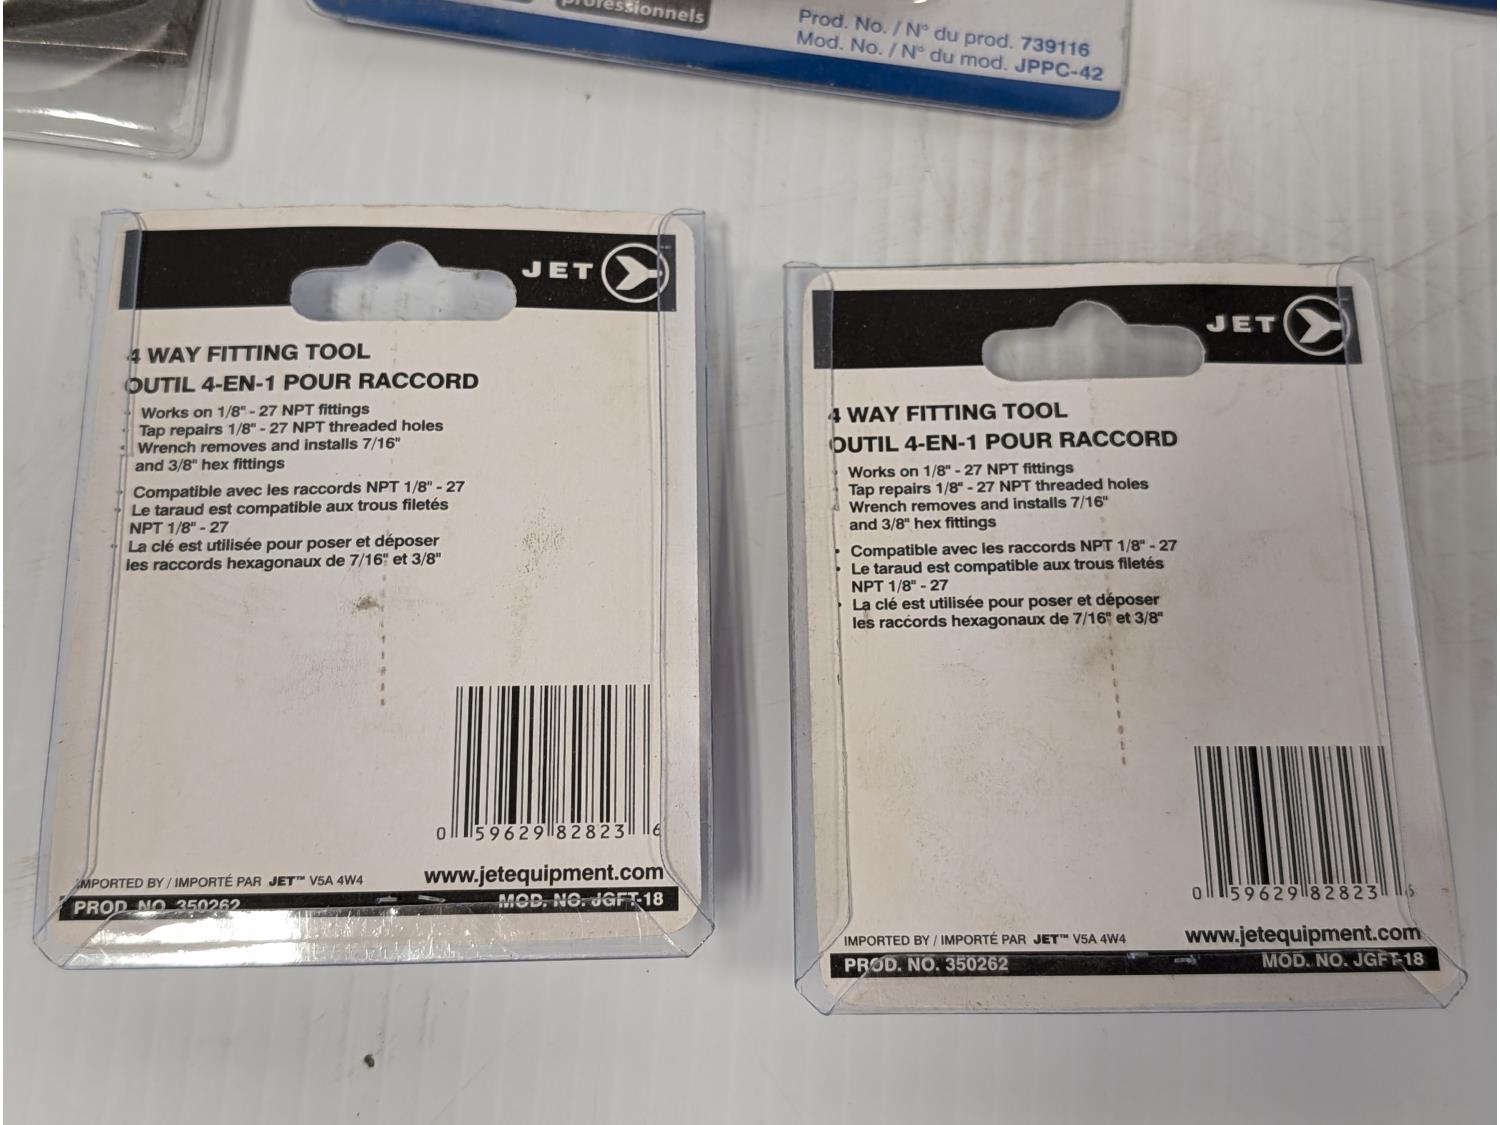 professionnels
Prod. No. / N° du prod. 739116
Mod. No. / N° du mod. JPPC-42
JET
4 WAY FITTING TOOL
OUTIL 4-EN-1 POUR RACCORD
• Works on 1/8" - 27 NPT fittings
• Tap repairs 1/8" - 27 NPT threaded holes
• Wrench removes and installs 7/16"
and 3/8" hex fittings
• Compatible avec les raccords NPT 1/8" - 27
• Le taraud est compatible aux trous filetés
NPT 1/8" - 27
• La clé est utilisée pour poser et déposer
les raccords hexagonaux de 7/16" et 3/8"
0 59629 82823 6
IMPORTED BY / IMPORTÉ PAR JET™ V5A 4W4
www.jetequipment.com
PROD. NO. 350262
MOD. NO. JGFT-18
JET
4 WAY FITTING TOOL
OUTIL 4-EN-1 POUR RACCORD
• Works on 1/8" - 27 NPT fittings
• Tap repairs 1/8" - 27 NPT threaded holes
• Wrench removes and installs 7/16"
and 3/8" hex fittings
• Compatible avec les raccords NPT 1/8" - 27
• Le taraud est compatible aux trous filetés
NPT 1/8" - 27
• La clé est utilisée pour poser et déposer
les raccords hexagonaux de 7/16" et 3/8"
0 59629 82823 6
IMPORTED BY / IMPORTÉ PAR JET™ V5A 4W4
www.jetequipment.com
PROD. NO. 350262
MOD. NO. JGFT-18